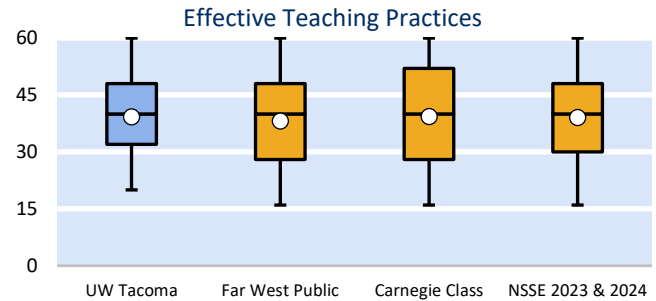 Effective Teaching Practices
60
45
30
15
0
UW Tacoma Far West Public Carnegie Class NSSE 2023 & 2024